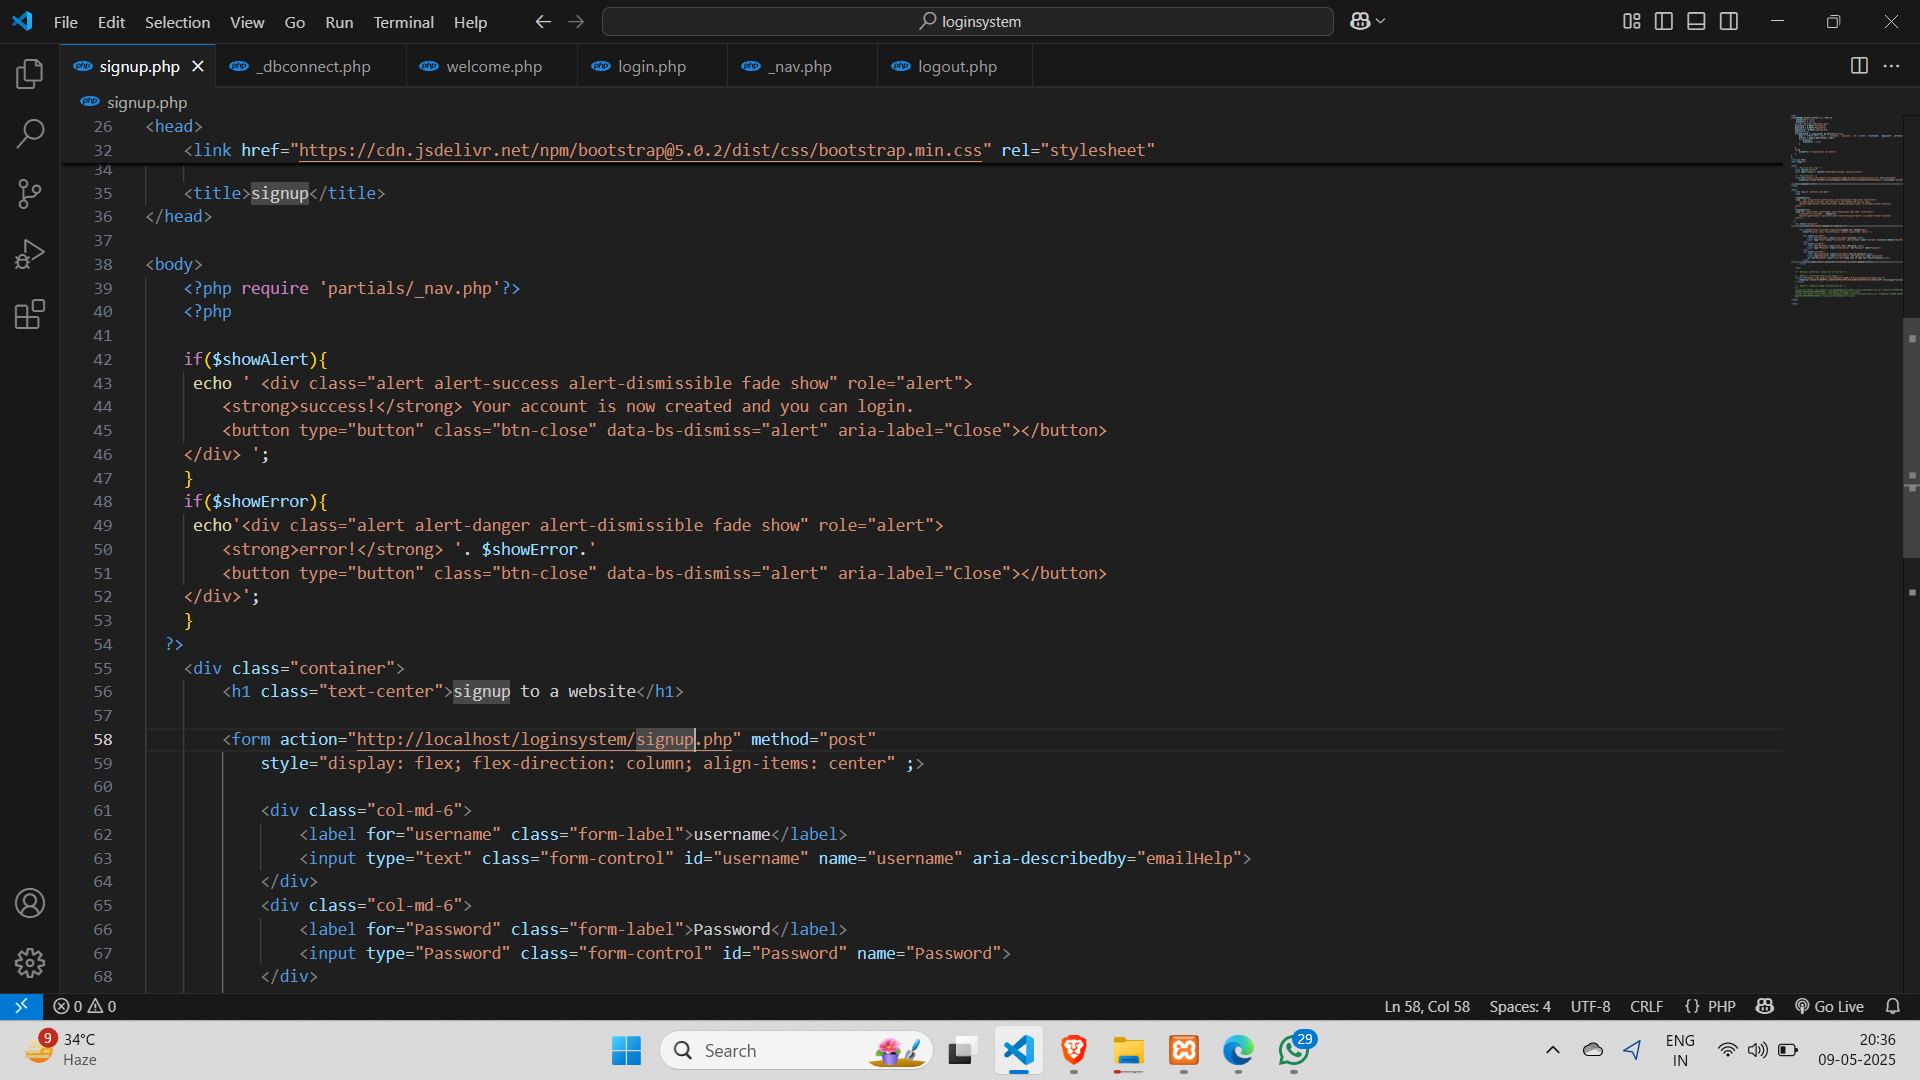 File Edit Selection View Go Run Terminal Help
loginsystem
signup.php
_dbconnect.php
welcome.php
login.php
_nav.php
logout.php
signup.php
26 <head>
32 <link href="https://cdn.jsdelivr.net/npm/bootstrap@5.0.2/dist/css/bootstrap.min.css" rel="stylesheet"
34
35 <title>signup</title>
36 </head>
37
38 <body>
39 <?php require 'partials/_nav.php'?>
40 <?php
41
42 if($showAlert){
43 echo ' <div class="alert alert-success alert-dismissible fade show" role="alert">
44 <strong>success!</strong> Your account is now created and you can login.
45 <button type="button" class="btn-close" data-bs-dismiss="alert" aria-label="Close"></button>
46 </div> ';
47 }
48 if($showError){
49 echo'<div class="alert alert-danger alert-dismissible fade show" role="alert">
50 <strong>error!</strong> '. $showError.'
51 <button type="button" class="btn-close" data-bs-dismiss="alert" aria-label="Close"></button>
52 </div>';
53 }
54 ?>
55 <div class="container">
56 <h1 class="text-center">signup to a website</h1>
57
58 <form action="http://localhost/loginsystem/signup.php" method="post"
59 style="display: flex; flex-direction: column; align-items: center" ;>
60
61 <div class="col-md-6">
62 <label for="username" class="form-label">username</label>
63 <input type="text" class="form-control" id="username" name="username" aria-describedby="emailHelp">
64 </div>
65 <div class="col-md-6">
66 <label for="Password" class="form-label">Password</label>
67 <input type="Password" class="form-control" id="Password" name="Password">
68 </div>
0 0
Ln 58, Col 58 Spaces: 4 UTF-8 CRLF {} PHP Go Live
9
34°C
Haze
Search
29
ENG
IN
20:36
09-05-2025